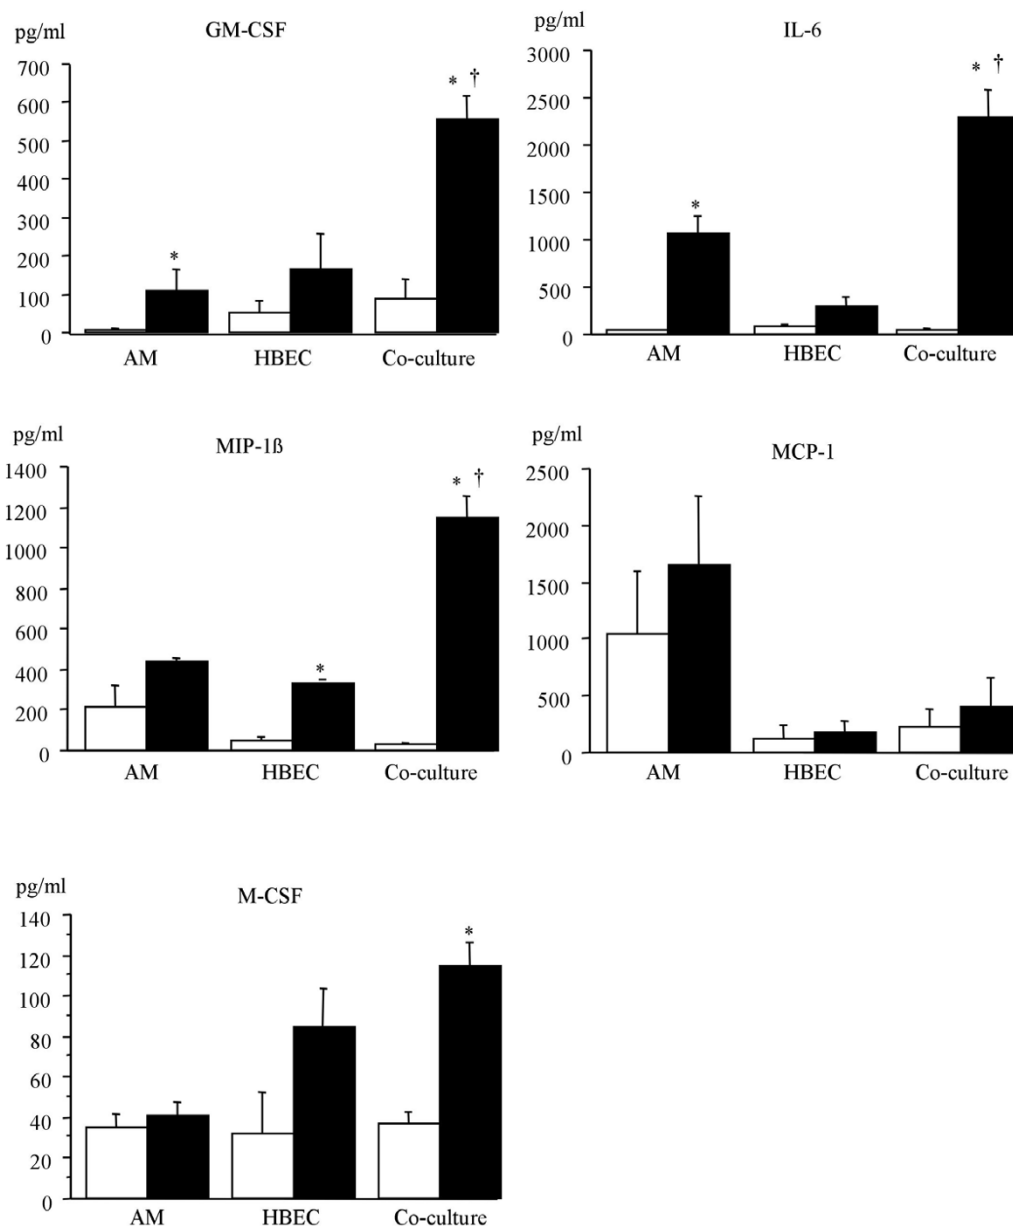 pg/ml
GM-CSF
700
600
500
400
300
200
100
0
*
* †
AM HBEC Co-culture
pg/ml
IL-6
3000
2500
2000
1500
1000
500
0
*
* †
AM HBEC Co-culture
pg/ml
MIP-1ß
1400
1200
1000
800
600
400
200
0
*
* †
AM HBEC Co-culture
MCP-1
pg/ml
2500
2000
1500
1000
500
0
AM HBEC Co-culture
pg/ml
M-CSF
140
120
100
80
60
40
20
0
*
AM HBEC Co-culture